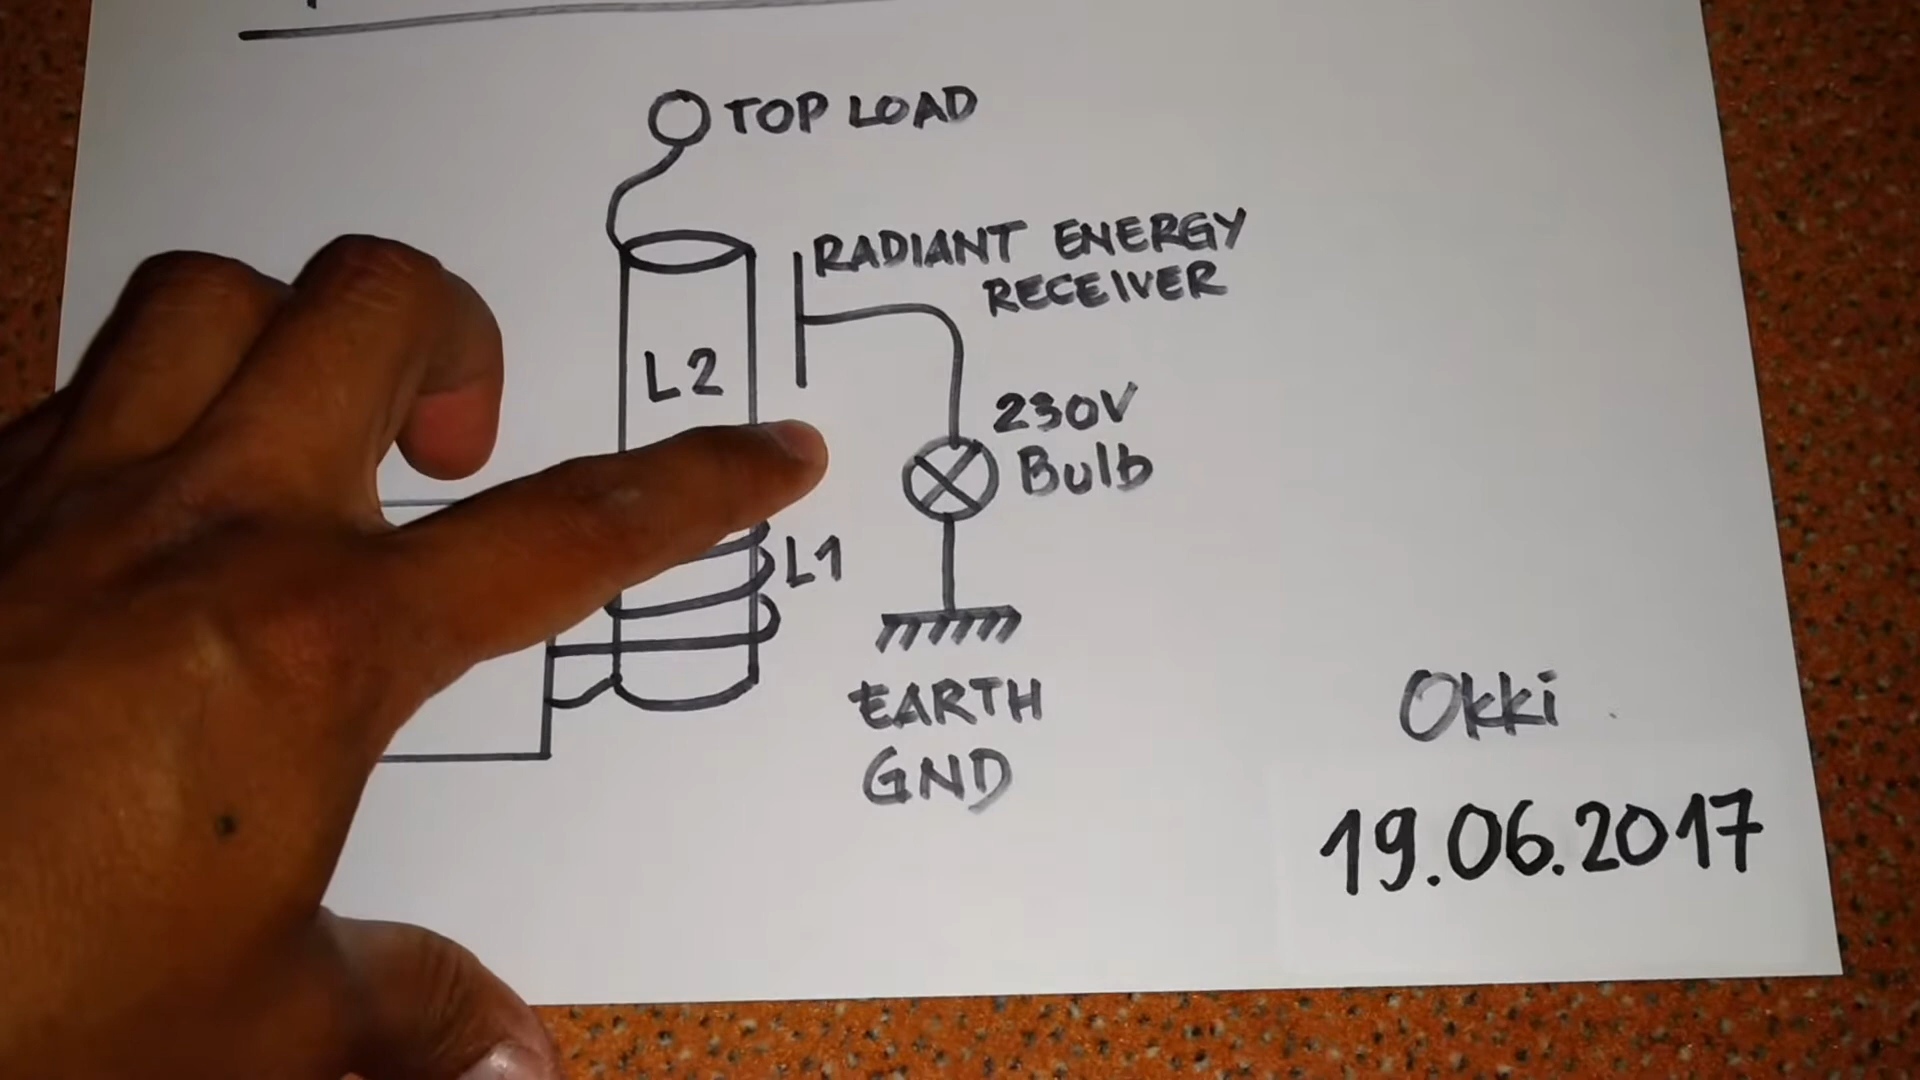 TOP LOAD
RADIANT ENERGY
RECEIVER
L2
230V
Bulb
L1
EARTH
GND
Okki
19.06.2017